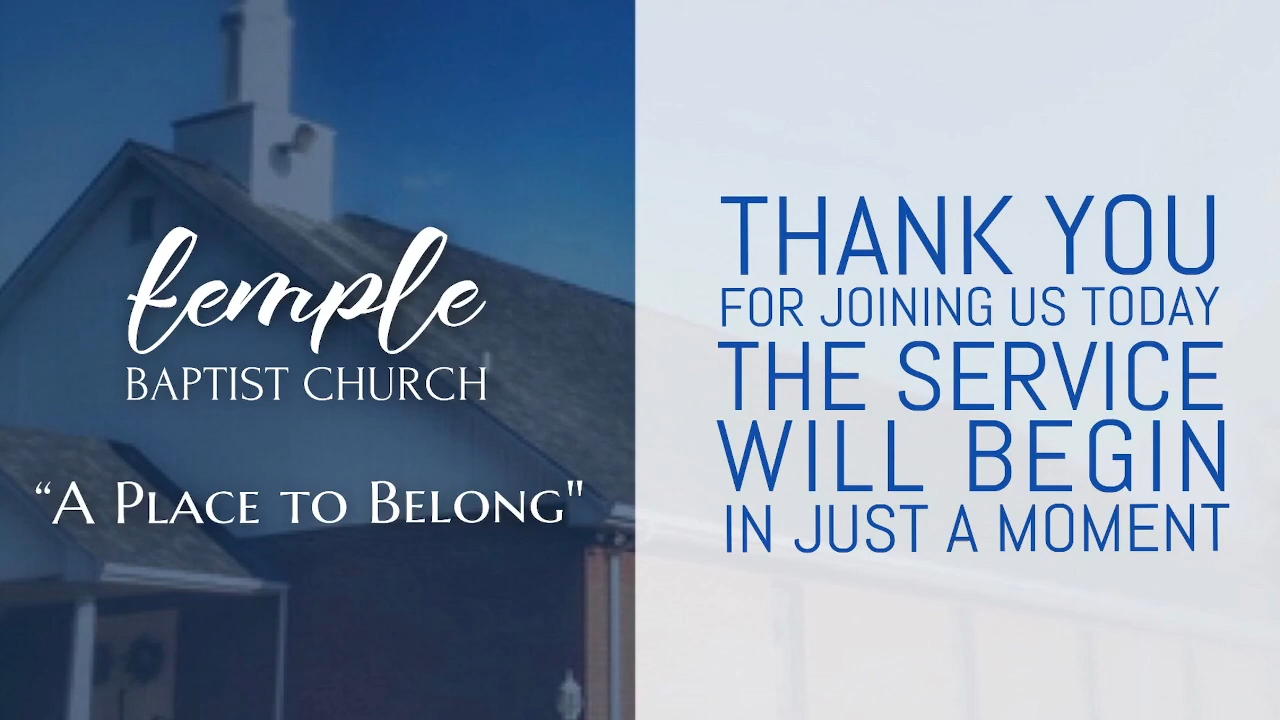 temple
BAPTIST CHURCH
“A PLACE TO BELONG"
THANK YOU
FOR JOINING US TODAY
THE SERVICE
WILL BEGIN
IN JUST A MOMENT